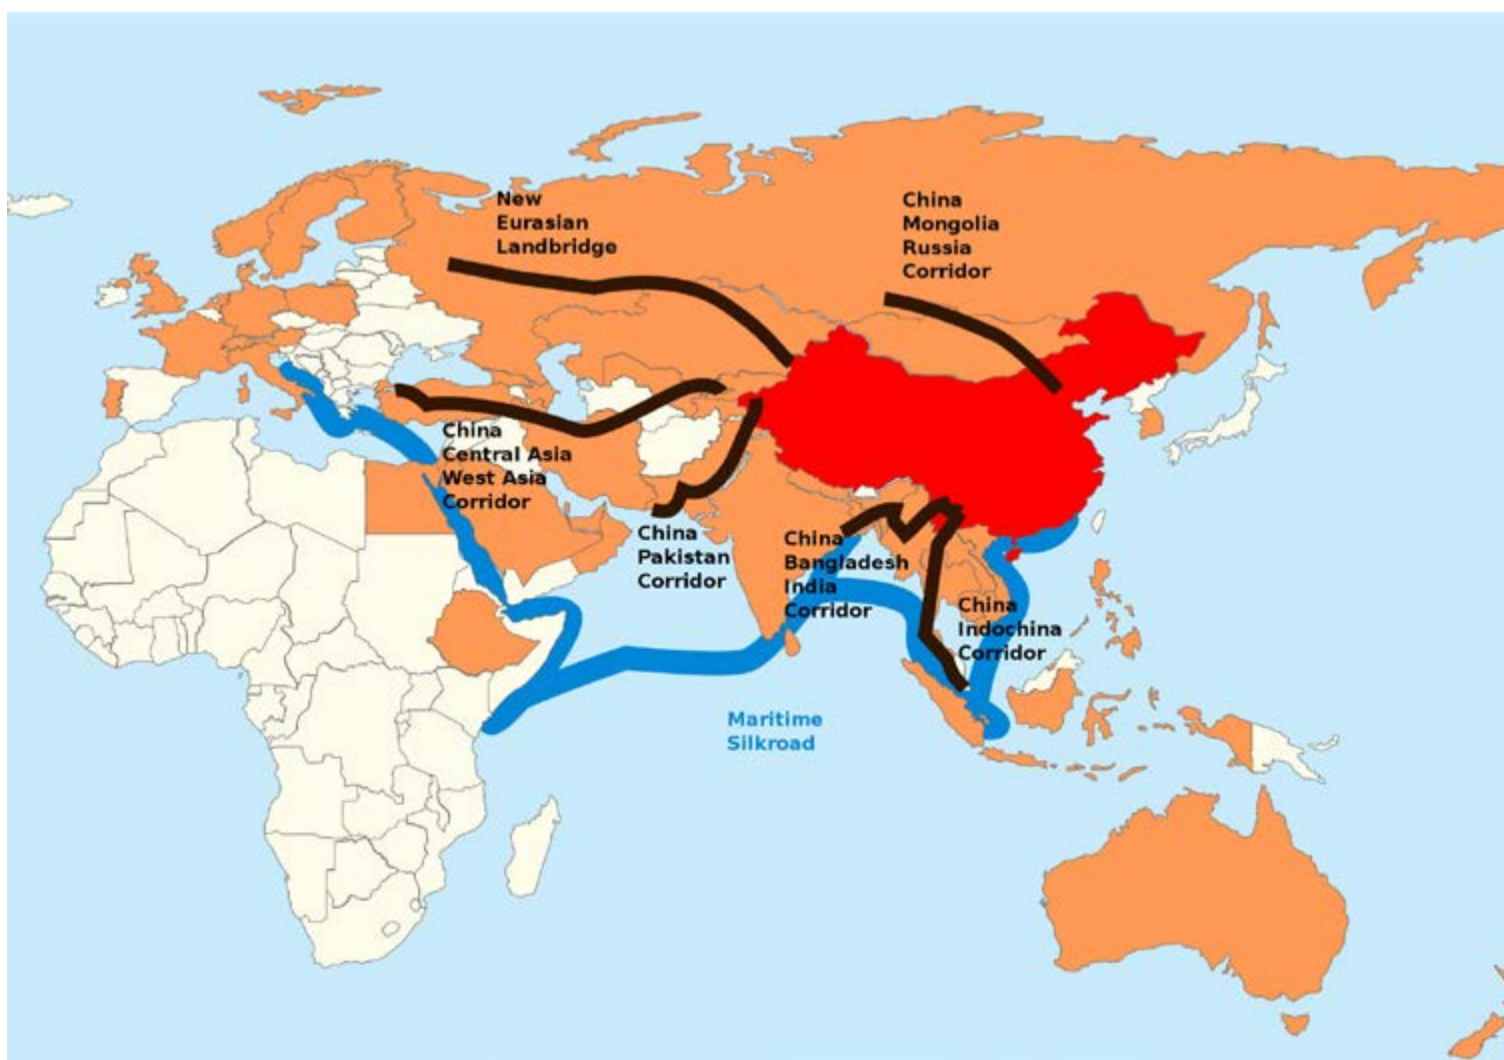 New
Eurasian
Landbridge
China
Mongolia
Russia
Corridor
China
Central Asia
West Asia
Corridor
China
Pakistan
Corridor
China
Bangladesh
India
Corridor
China
Indochina
Corridor
Maritime
Silkroad